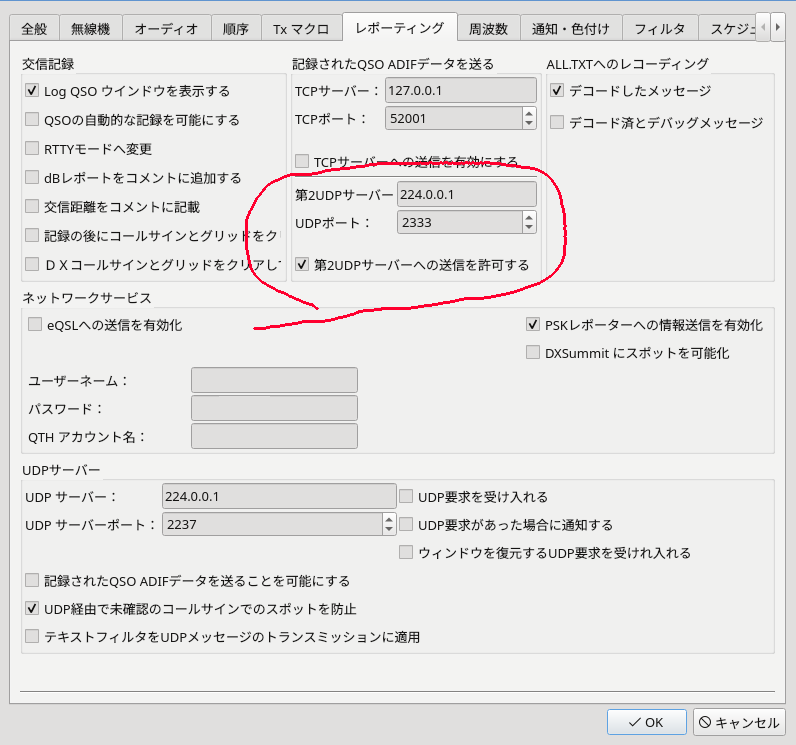 全般 無線機 オーディオ 順序 Tx マクロ レポーティング 周波数 通知・色付け フィルタ スケジュ
交信記録
Log QSO ウインドウを表示する
QSOの自動的な記録を可能にする
RTTYモードへ変更
dBレポートをコメントに追加する
交信距離をコメントに記載
記録の後にコールサインとグリッドをク
ＤＸコールサインとグリッドをクリアし
記録されたQSO ADIFデータを送る
TCPサーバー： 127.0.0.1
TCPポート： 52001
TCPサーバーへの送信を有効にする
第2UDPサーバー 224.0.0.1
UDPポート： 2333
第2UDPサーバーへの送信を許可する
ALL.TXTへのレコーディング
デコードしたメッセージ
デコード済とデバッグメッセージ
ネットワークサービス
eQSLへの送信を有効化
PSKレポーターへの情報送信を有効化
DXSummit にスポットを可能化
ユーザーネーム：
パスワード：
QTH アカウント名：
UDPサーバー
UDP サーバー： 224.0.0.1
UDP サーバーポート： 2237
UDP要求を受け入れる
UDP要求があった場合に通知する
ウィンドウを復元するUDP要求を受けれ入れる
記録されたQSO ADIFデータを送ることを可能にする
UDP経由で未確認のコールサインでのスポットを防止
テキストフィルタをUDPメッセージのトランスミッションに適用
OK キャンセル